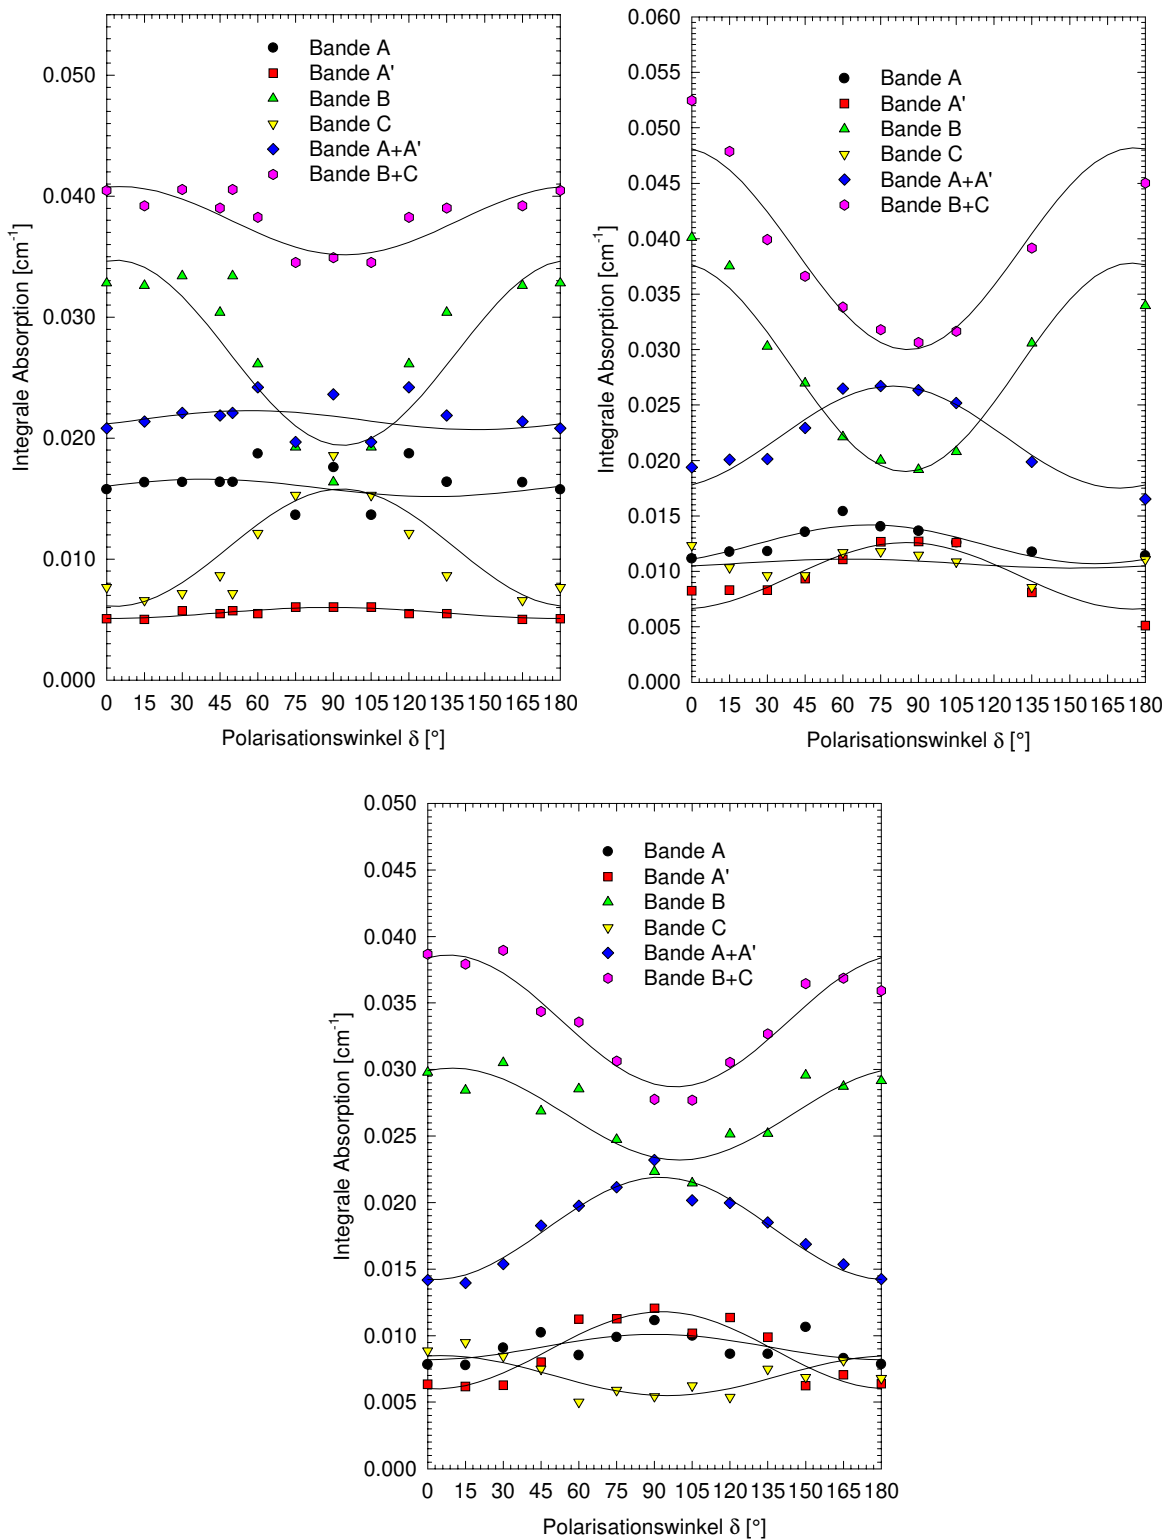 Bande A
Bande A'
Bande B
Bande C
Bande A+A'
Bande B+C
0.050
0.040
0.030
0.020
0.010
0.000
Integrale Absorption [cm⁻¹]
0 15 30 45 60 75 90 105 120 135 150 165 180
Polarisationswinkel δ [°]
0.060
0.055
0.050
0.045
0.040
0.035
0.030
0.025
0.020
0.015
0.010
0.005
0.000
Integrale Absorption [cm⁻¹]
Bande A
Bande A'
Bande B
Bande C
Bande A+A'
Bande B+C
0 15 30 45 60 75 90 105 120 135 150 165 180
Polarisationswinkel δ [°]
0.050
0.045
0.040
0.035
0.030
0.025
0.020
0.015
0.010
0.005
0.000
Integrale Absorption [cm⁻¹]
Bande A
Bande A'
Bande B
Bande C
Bande A+A'
Bande B+C
0 15 30 45 60 75 90 105 120 135 150 165 180
Polarisationswinkel δ [°]